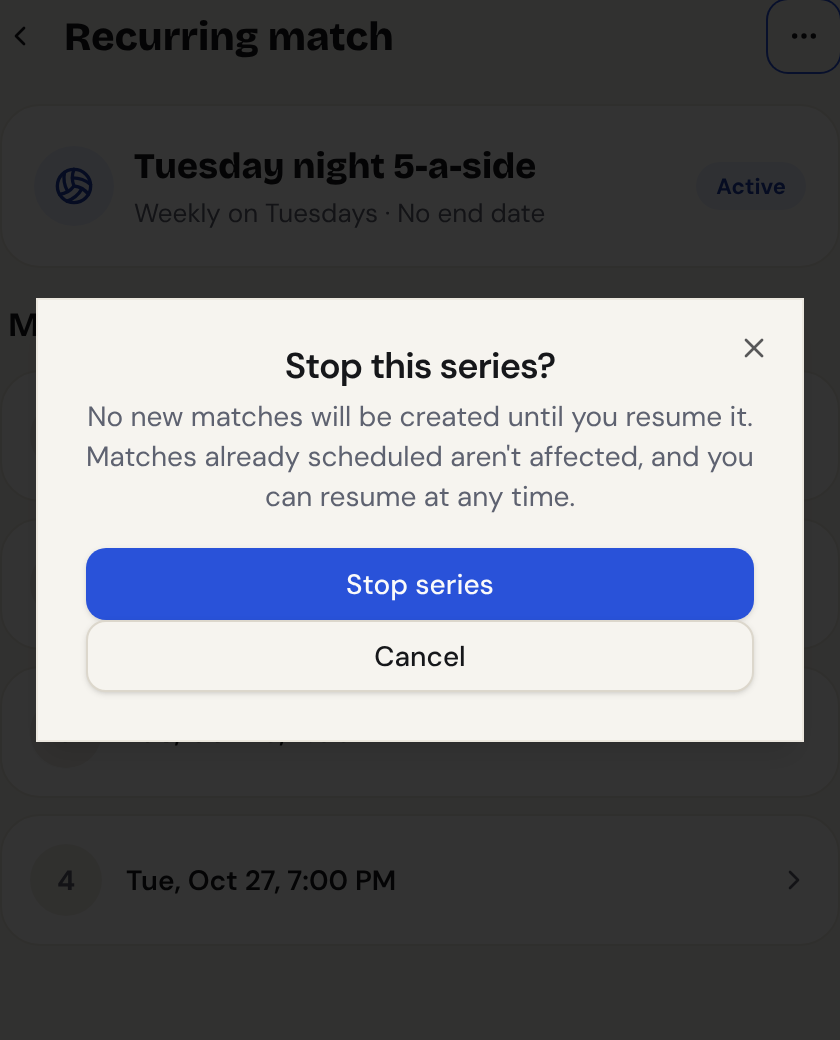 Recurring match
Tuesday night 5-a-side
Weekly on Tuesdays · No end date
Active
Stop this series?
No new matches will be created until you resume it.
Matches already scheduled aren't affected, and you
can resume at any time.
Stop series
Cancel
4
Tue, Oct 27, 7:00 PM